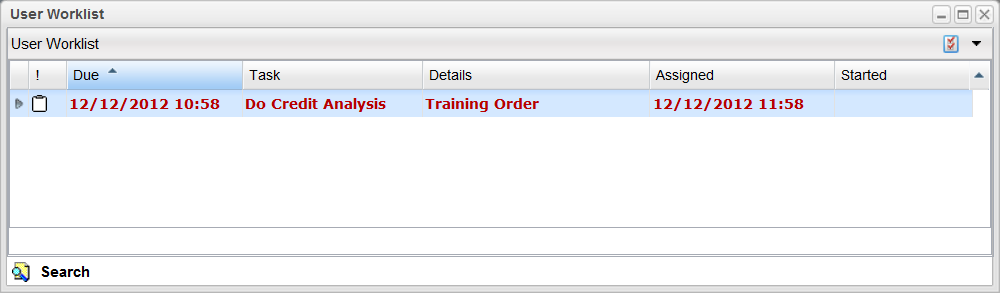 User Worklist
User Worklist
! Due Task Details Assigned Started
12/12/2012 10:58 Do Credit Analysis Training Order 12/12/2012 11:58
Search